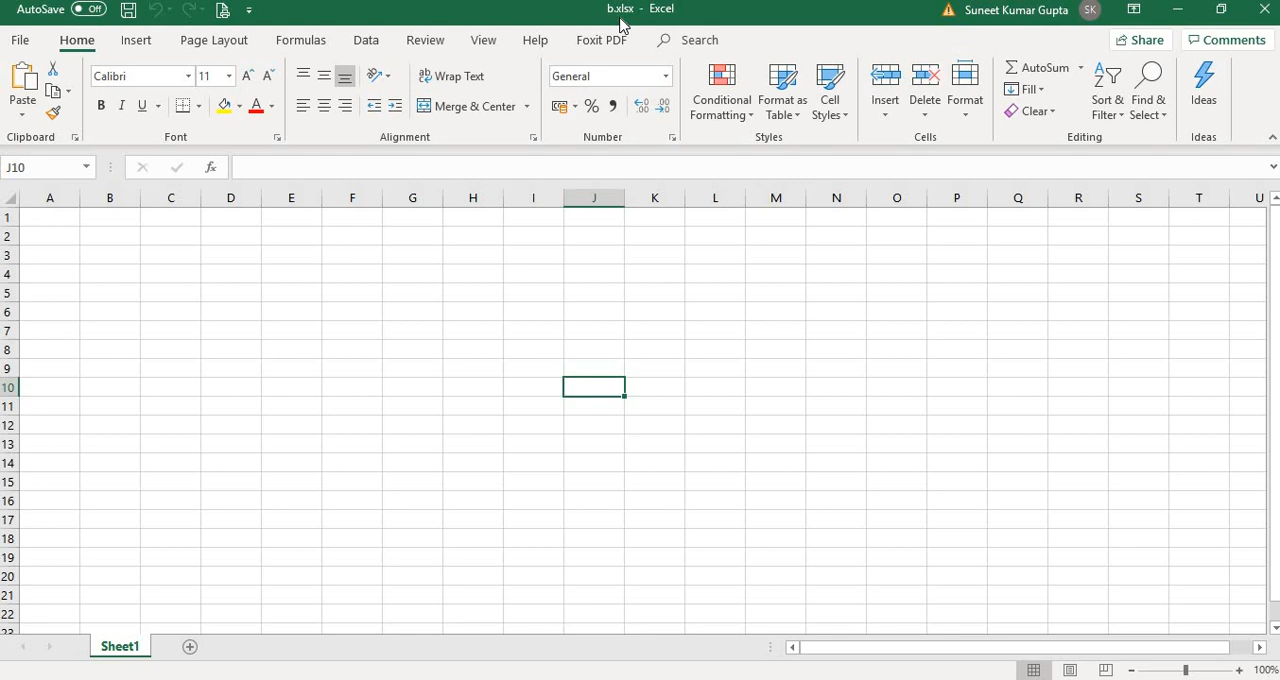 AutoSave Off b.xlsx - Excel Suneet Kumar Gupta SK
File Home Insert Page Layout Formulas Data Review View Help Foxit PDF Search Share Comments
Paste
Clipboard
Calibri 11
B I U A
Font
Wrap Text
Merge & Center
Alignment
General
%
Number
Conditional Formatting
Format as Table
Cell Styles
Styles
Insert
Delete
Format
Cells
AutoSum
Fill
Clear
Sort & Filter
Find & Select
Editing
Ideas
Ideas
J10 fx
A B C D E F G H I J K L M N O P Q R S T U
1
2
3
4
5
6
7
8
9
10
11
12
13
14
15
16
17
18
19
20
21
22
23
Sheet1
100%